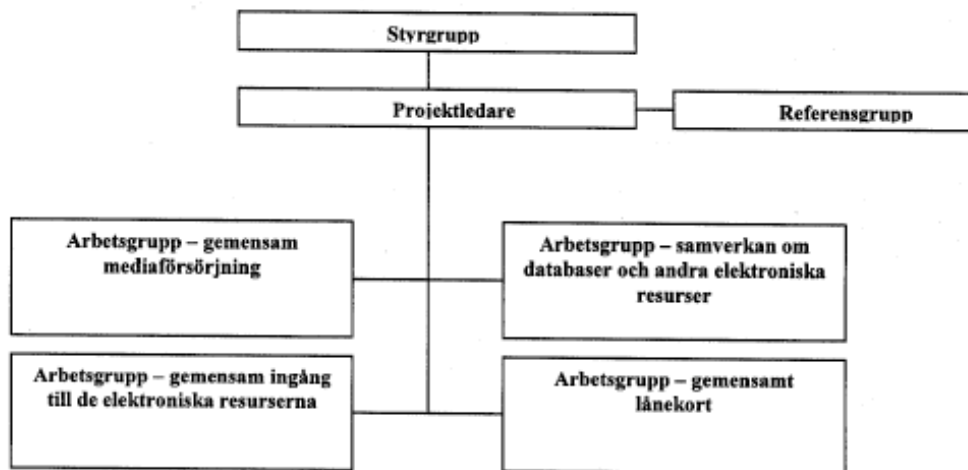 Styrgrupp
Projektledare
Referensgrupp
Arbetsgrupp – gemensam
mediaförsörjning
Arbetsgrupp – samverkan om
databaser och andra elektroniska
resurser
Arbetsgrupp – gemensam ingång
till de elektroniska resurserna
Arbetsgrupp – gemensamt
lånekort